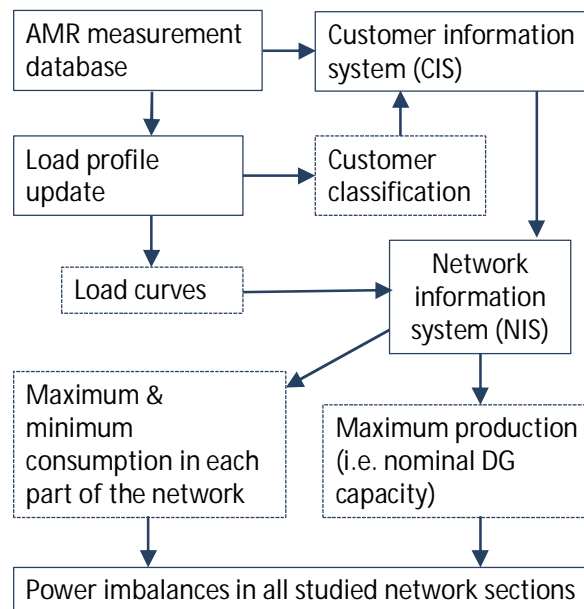 AMR measurement
database
Customer information
system (CIS)
Load profile
update
Customer
classification
Load curves
Network
information
system (NIS)
Maximum &
minimum
consumption in each
part of the network
Maximum production
(i.e. nominal DG
capacity)
Power imbalances in all studied network sections